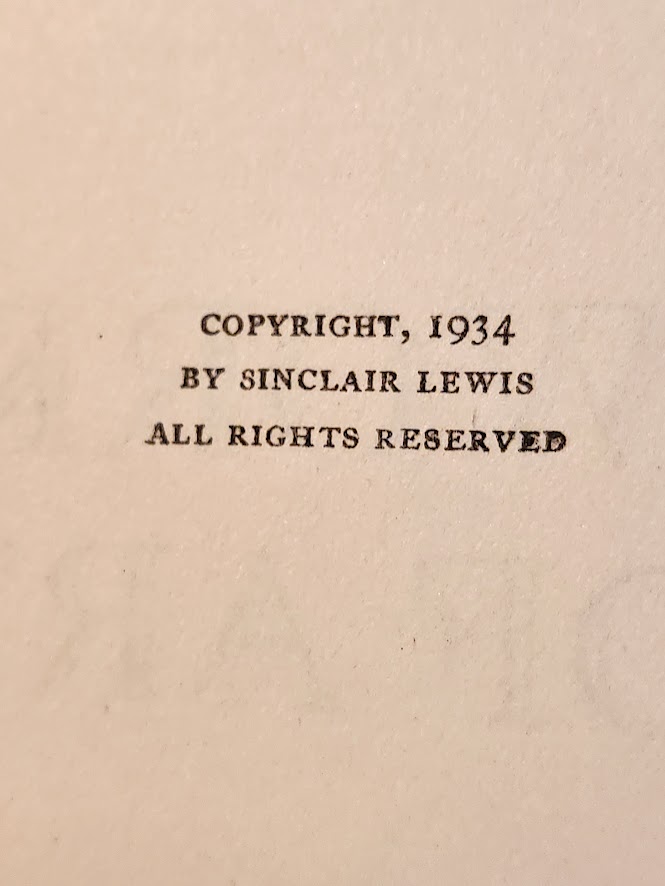 COPYRIGHT, 1934
BY SINCLAIR LEWIS
ALL RIGHTS RESERVED